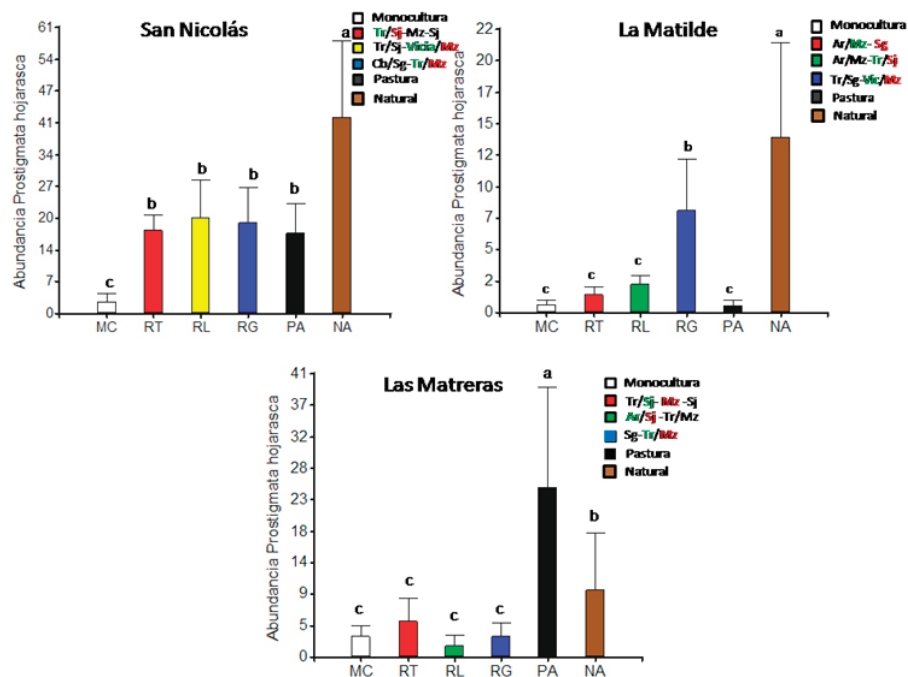 San Nicolás
Abundancia Prostigmata hojarasca
61
54
47
41
34
27
20
14
7
0
c
b
b
b
b
a
MC RT RL RG PA NA
Monocultura
Tr/Sj-Mz-Sj
Tr/Sj-Vicia/Mz
Cb/Sg-Tr/Mz
Pastura
Natural
La Matilde
Abundancia Prostigmata hojarasca
22
20
17
15
12
10
7
5
2
0
c
c
c
b
c
a
MC RT RL RG PA NA
Monocultura
Ar/Mz-Sg
Ar/Mz-Tr/Sj
Tr/Sg-Vic/Mz
Pastura
Natural
Las Matreras
Abundancia Prostigmata hojarasca
41
37
32
28
23
18
14
9
5
0
c
c
c
c
a
b
MC RT RL RG PA NA
Monocultura
Tr/Sj-Mz-Sj
Ar/Sj-Tr/Mz
Sg-Tr/Mz
Pastura
Natural